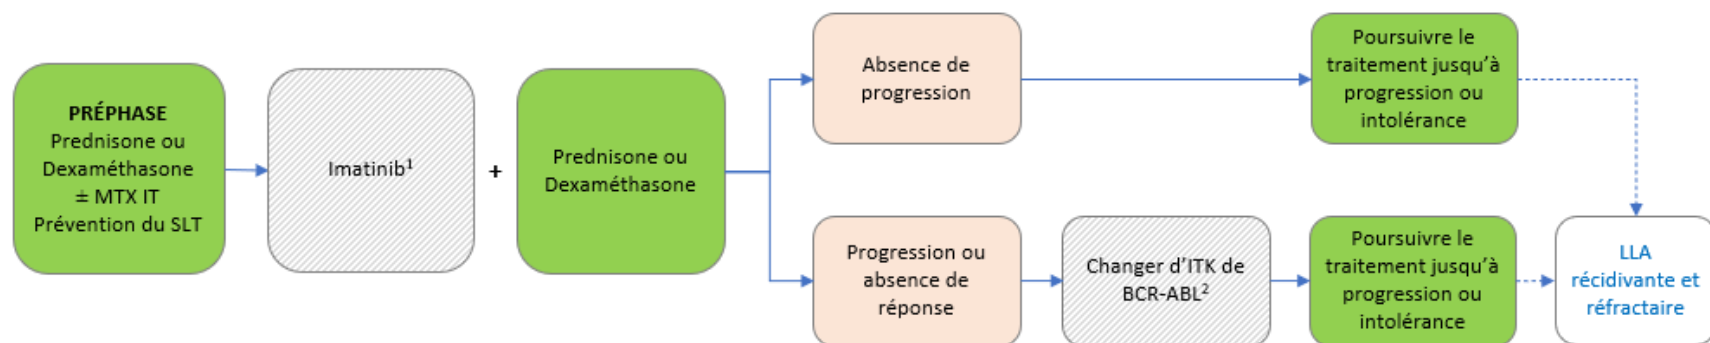 PRÉPHASE
Prednisone ou
Dexaméthasone
± MTX IT
Prévention du SLT
Imatinib¹
+
Prednisone ou
Dexaméthasone
Absence de
progression
Poursuivre le
traitement jusqu'à
progression ou
intolérance
Progression ou
absence de
réponse
Changer d'ITK de
BCR-ABL²
Poursuivre le
traitement jusqu'à
progression ou
intolérance
LLA
récidivante et
réfractaire